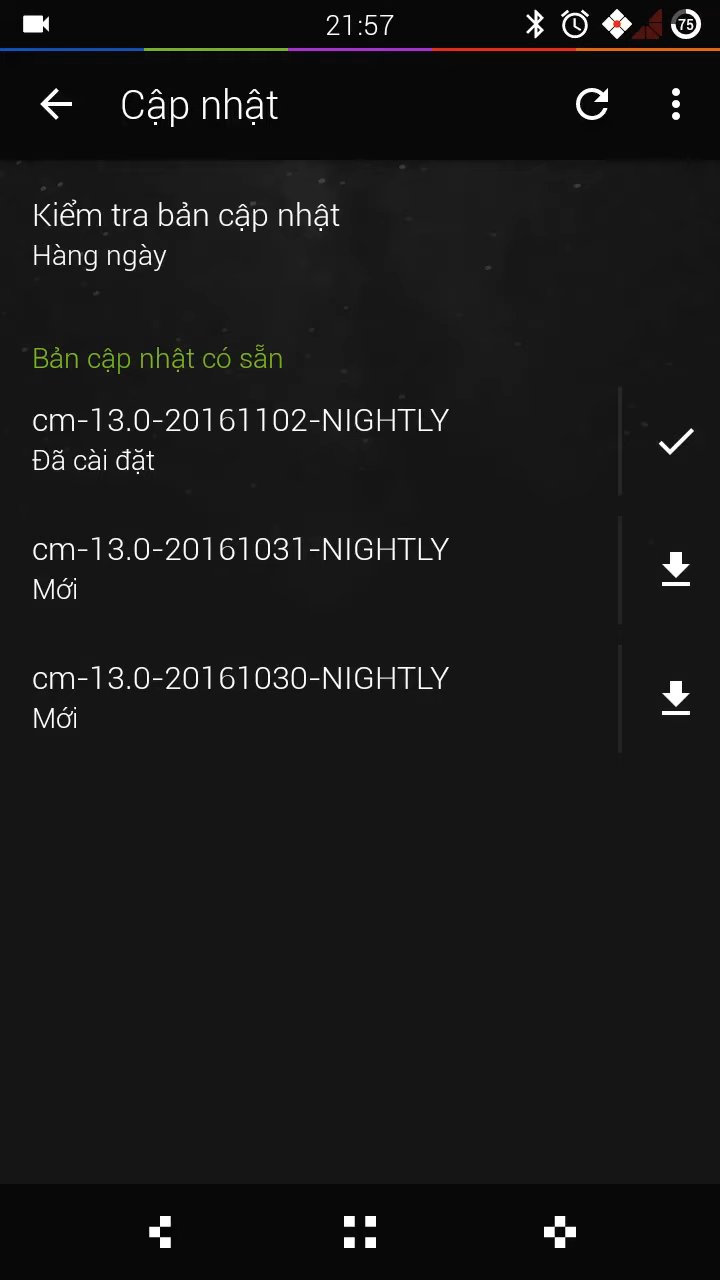 21:57
75
Cập nhật
Kiểm tra bản cập nhật
Hàng ngày
Bản cập nhật có sẵn
cm-13.0-20161102-NIGHTLY
Đã cài đặt
cm-13.0-20161031-NIGHTLY
Mới
cm-13.0-20161030-NIGHTLY
Mới